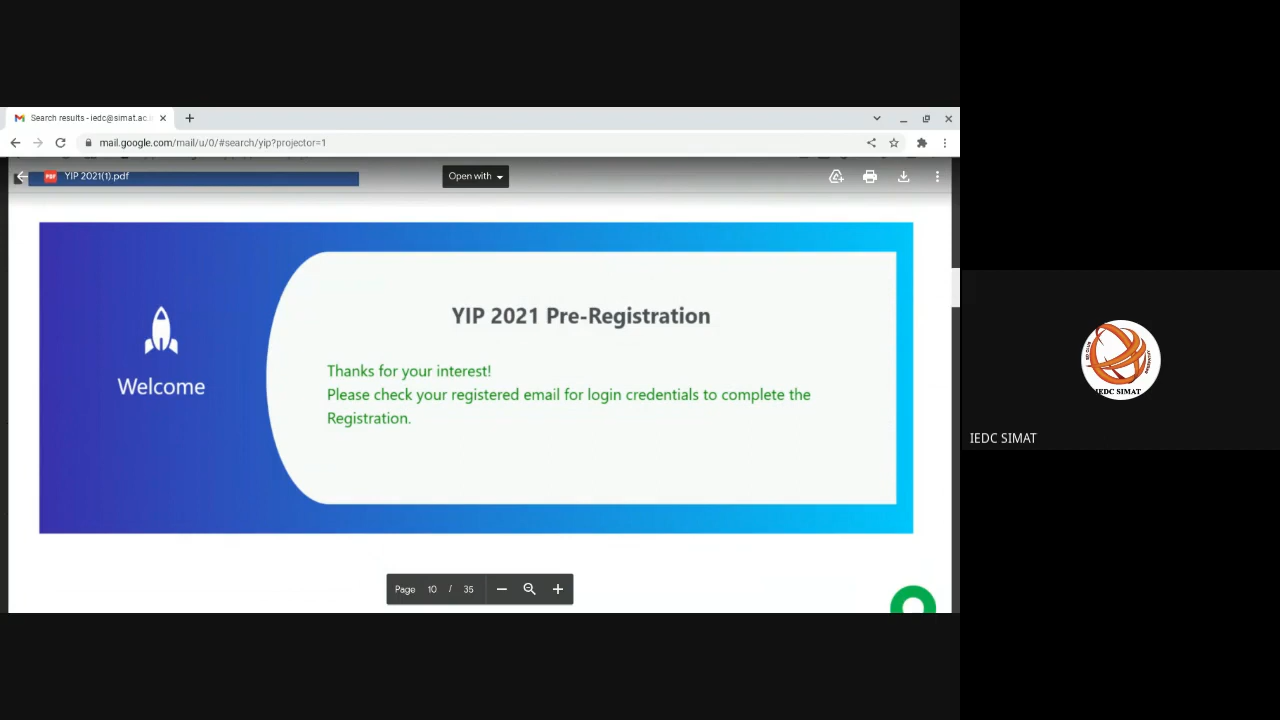 Search results - iedc@simat.ac.
mail.google.com/mail/u/0/#search/yip?projector=1
YIP 2021(1).pdf
Open with
YIP 2021 Pre-Registration
Welcome
Thanks for your interest!
Please check your registered email for login credentials to complete the
Registration.
Page 10 / 35
IEDC SIMAT
IEDC SIMAT